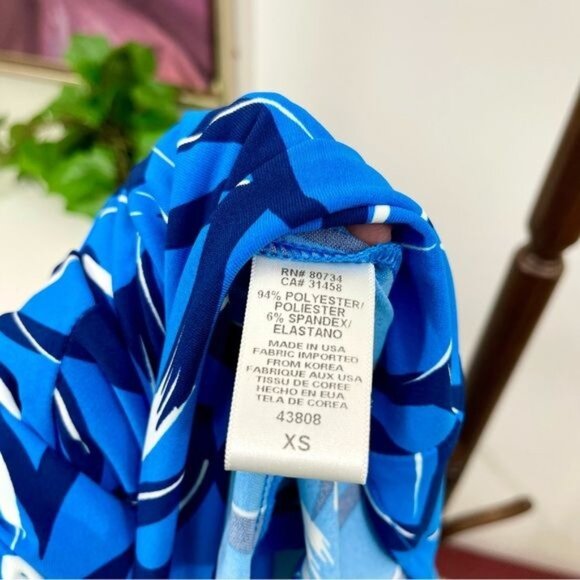 RN# 80734
CA# 31458
94% POLYESTER/
POLIESTER
6% SPANDEX/
ELASTANO
MADE IN USA
FABRIC IMPORTED
FROM KOREA
FABRIQUE AUX USA
TISSU DE COREE
HECHO EN EUA
TELA DE COREA
43808
XS